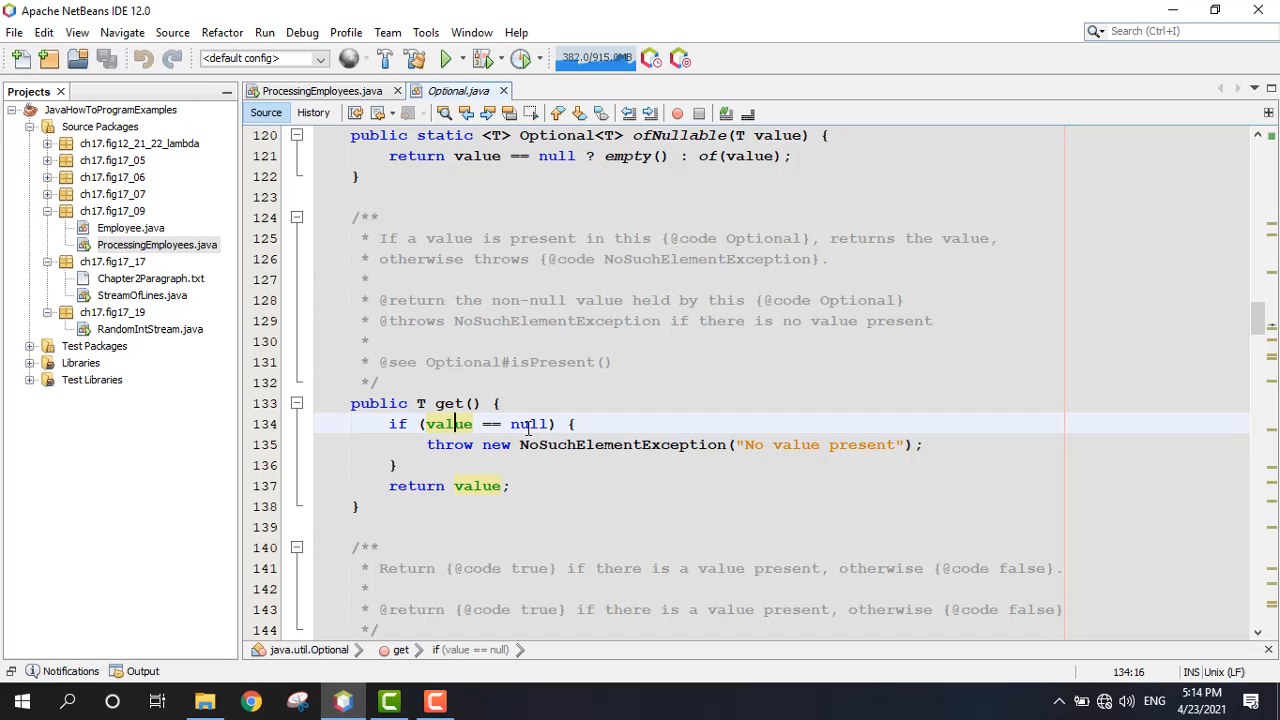 Apache NetBeans IDE 12.0
File Edit View Navigate Source Refactor Run Debug Profile Team Tools Window Help
Search (Ctrl+I)
<default config>
382.0/915.0MB
Projects
ProcessingEmployees.java
Optional.java
Source History
JavaHowToProgramExamples
Source Packages
ch17.fig12_21_22_lambda
ch17.fig17_05
ch17.fig17_06
ch17.fig17_07
ch17.fig17_09
Employee.java
ProcessingEmployees.java
ch17.fig17_17
Chapter2Paragraph.txt
StreamOfLines.java
ch17.fig17_19
RandomIntStream.java
Test Packages
Libraries
Test Libraries
120 public static <T> Optional<T> ofNullable(T value) {
121 return value == null ? empty() : of(value);
122 }
123
124 /**
125 * If a value is present in this {@code Optional}, returns the value,
126 * otherwise throws {@code NoSuchElementException}.
127 *
128 * @return the non-null value held by this {@code Optional}
129 * @throws NoSuchElementException if there is no value present
130 *
131 * @see Optional#isPresent()
132 */
133 public T get() {
134 if (value == null) {
135 throw new NoSuchElementException("No value present");
136 }
137 return value;
138 }
139
140 /**
141 * Return {@code true} if there is a value present, otherwise {@code false}.
142 *
143 * @return {@code true} if there is a value present, otherwise {@code false}
144 */
java.util.Optional get if (value == null)
Notifications Output
134:16 INS Unix (LF)
ENG
5:14 PM
4/23/2021